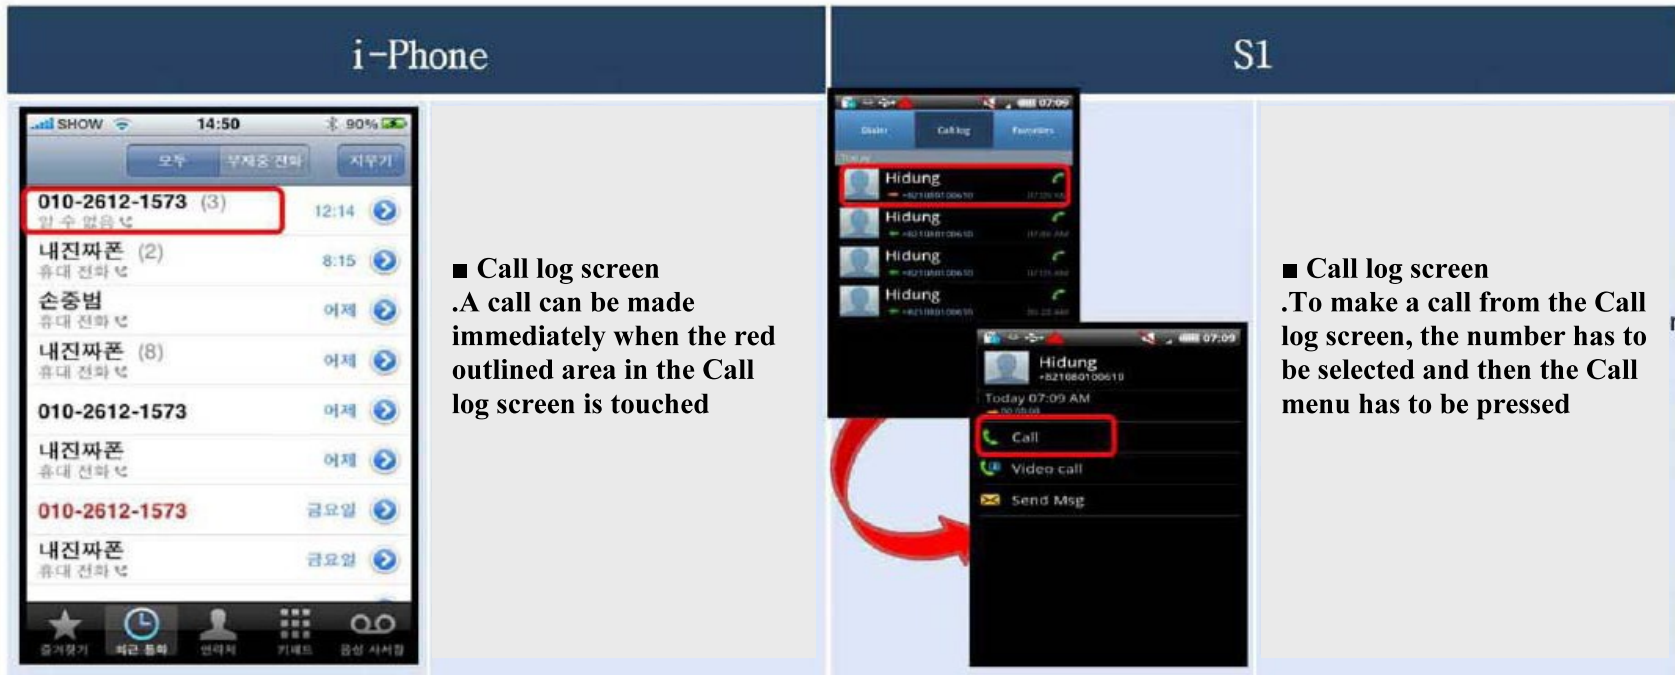 i-Phone
S1
SHOW
14:50
90%
모두
부재중 전화
지우기
010-2612-1573 (3)
알 수 없음
12:14
내진짜폰 (2)
휴대 전화
8:15
손중범
휴대 전화
어제
내진짜폰 (8)
휴대 전화
어제
010-2612-1573
어제
내진짜폰
휴대 전화
어제
010-2612-1573
금요일
내진짜폰
휴대 전화
금요일
즐겨찾기
최근 통화
연락처
키패드
음성 사서함
■ Call log screen
.A call can be made
immediately when the red
outlined area in the Call
log screen is touched
07:09
Dialer
Call log
Favorites
Today
Hidung
+821080100610
Hidung
+821080100610
Hidung
+821080100610
Hidung
+821080100610
07:09
Hidung
+821080100610
Today 07:09 AM
Call
Video call
Send Msg
■ Call log screen
.To make a call from the Call
log screen, the number has to
be selected and then the Call
menu has to be pressed